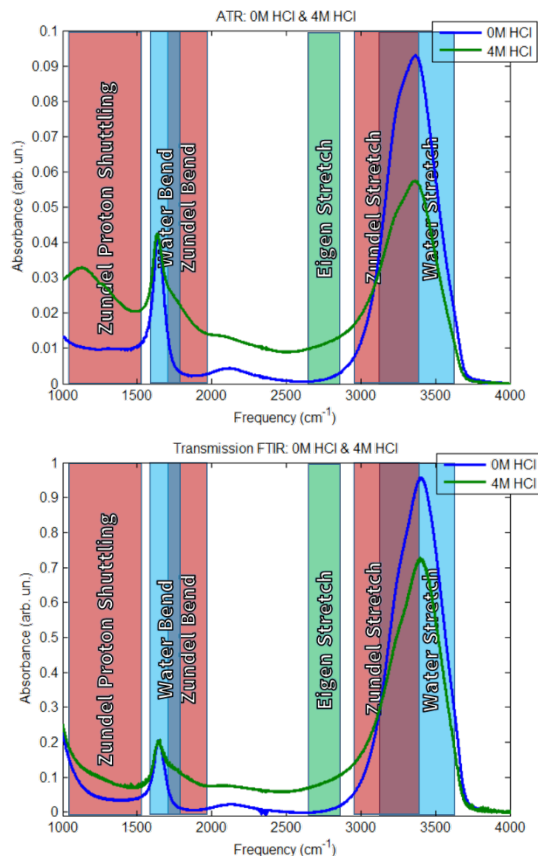 ATR: 0M HCl & 4M HCl
0M HCl
4M HCl
Absorbance (arb. un.)
0.1
0.09
0.08
0.07
0.06
0.05
0.04
0.03
0.02
0.01
0
Zundel Proton Shuttling
Water Bend
Zundel Bend
Eigen Stretch
Zundel Stretch
Water Stretch
1000
1500
2000
2500
3000
3500
4000
Frequency (cm-1)
Transmission FTIR: 0M HCl & 4M HCl
0M HCl
4M HCl
Absorbance (arb. un.)
1
0.9
0.8
0.7
0.6
0.5
0.4
0.3
0.2
0.1
0
Zundel Proton Shuttling
Water Bend
Zundel Bend
Eigen Stretch
Zundel Stretch
Water Stretch
1000
1500
2000
2500
3000
3500
4000
Frequency (cm-1)